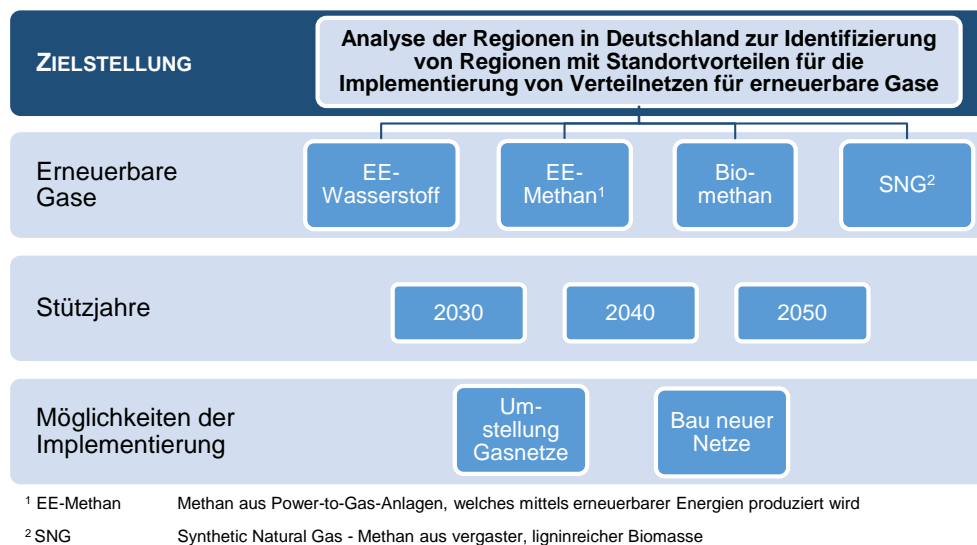 ZIELSTELLUNG
Analyse der Regionen in Deutschland zur Identifizierung
von Regionen mit Standortvorteilen für die
Implementierung von Verteilnetzen für erneuerbare Gase
Erneuerbare
Gase
EE-
Wasserstoff
EE-
Methan¹
Bio-
methan
SNG²
Stützjahre
2030
2040
2050
Möglichkeiten der
Implementierung
Um-
stellung
Gasnetze
Bau neuer
Netze
¹ EE-Methan Methan aus Power-to-Gas-Anlagen, welches mittels erneuerbarer Energien produziert wird
² SNG Synthetic Natural Gas - Methan aus vergaster, ligninreicher Biomasse